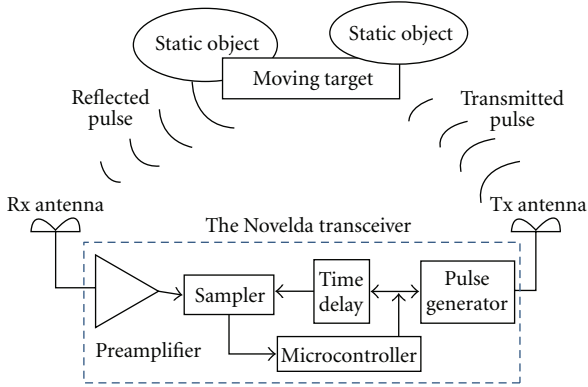 Static object
Static object
Moving target
Reflected
pulse
Transmitted
pulse
Rx antenna
Tx antenna
The Novelda transceiver
Sampler
Time
delay
Pulse
generator
Preamplifier
Microcontroller